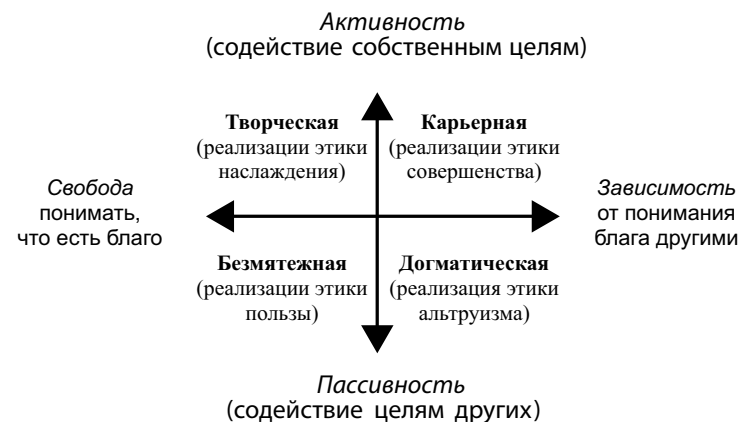 Активность
(содействие собственным целям)
Творческая
(реализации этики
наслаждения)
Карьерная
(реализации этики
совершенства)
Свобода
понимать,
что есть благо
Зависимость
от понимания
блага другими
Безмятежная
(реализации этики
пользы)
Догматическая
(реализация этики
альтруизма)
Пассивность
(содействие целям других)